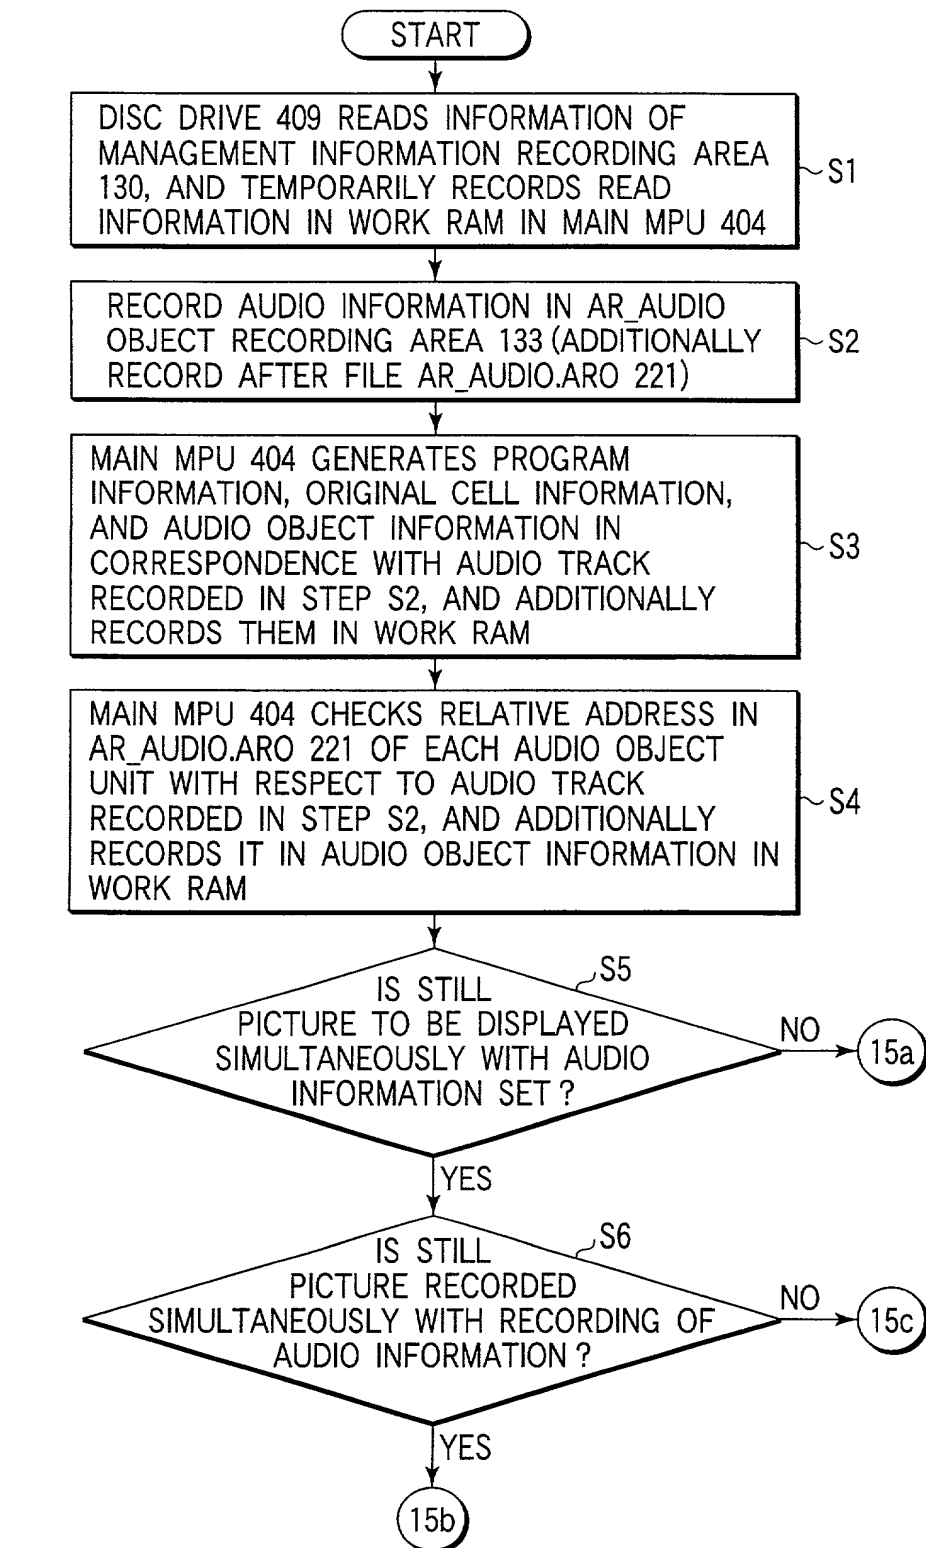 START
DISC DRIVE 409 READS INFORMATION OF
MANAGEMENT INFORMATION RECORDING AREA
130, AND TEMPORARILY RECORDS READ
INFORMATION IN WORK RAM IN MAIN MPU 404
S1
RECORD AUDIO INFORMATION IN AR_AUDIO
OBJECT RECORDING AREA 133 (ADDITIONALLY
RECORD AFTER FILE AR_AUDIO.ARO 221)
S2
MAIN MPU 404 GENERATES PROGRAM
INFORMATION, ORIGINAL CELL INFORMATION,
AND AUDIO OBJECT INFORMATION IN
CORRESPONDENCE WITH AUDIO TRACK
RECORDED IN STEP S2, AND ADDITIONALLY
RECORDS THEM IN WORK RAM
S3
MAIN MPU 404 CHECKS RELATIVE ADDRESS IN
AR_AUDIO.ARO 221 OF EACH AUDIO OBJECT
UNIT WITH RESPECT TO AUDIO TRACK
RECORDED IN STEP S2, AND ADDITIONALLY
RECORDS IT IN AUDIO OBJECT INFORMATION IN
WORK RAM
S4
S5
IS STILL
PICTURE TO BE DISPLAYED
SIMULTANEOUSLY WITH AUDIO
INFORMATION SET ?
NO
15a
YES
S6
IS STILL
PICTURE RECORDED
SIMULTANEOUSLY WITH RECORDING OF
AUDIO INFORMATION ?
NO
15c
YES
15b